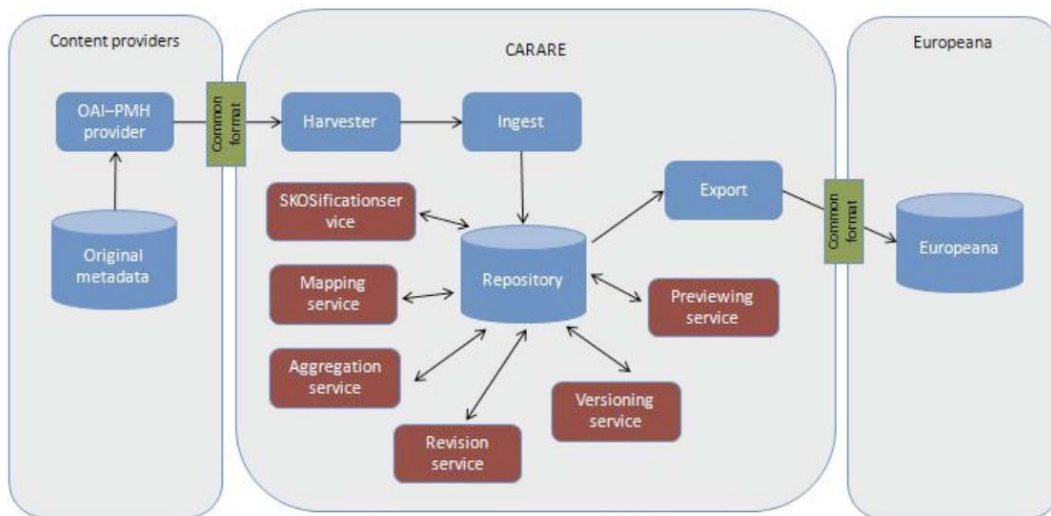 Content providers
CARARE
Europeana
OAI–PMH
provider
Common
format
Harvester
Ingest
Original
metadata
SKOSificationser
vice
Mapping
service
Aggregation
service
Revision
service
Versioning
service
Previewing
service
Repository
Export
Common
format
Europeana